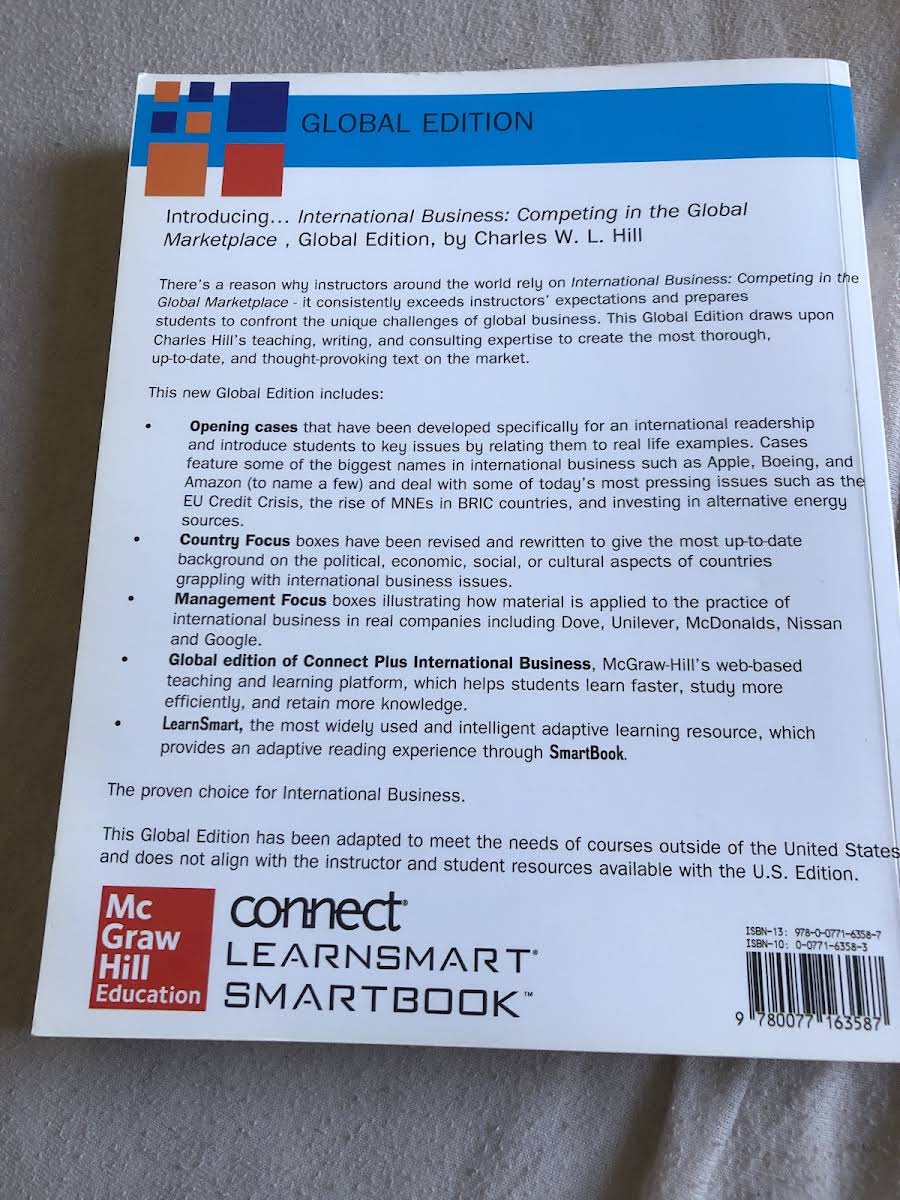 GLOBAL EDITION
Introducing... International Business: Competing in the Global
Marketplace , Global Edition, by Charles W. L. Hill
There's a reason why instructors around the world rely on International Business: Competing in the
Global Marketplace - it consistently exceeds instructors' expectations and prepares
students to confront the unique challenges of global business. This Global Edition draws upon
Charles Hill's teaching, writing, and consulting expertise to create the most thorough,
up-to-date, and thought-provoking text on the market.
This new Global Edition includes:
• Opening cases that have been developed specifically for an international readership
and introduce students to key issues by relating them to real life examples. Cases
feature some of the biggest names in international business such as Apple, Boeing, and
Amazon (to name a few) and deal with some of today's most pressing issues such as the
EU Credit Crisis, the rise of MNEs in BRIC countries, and investing in alternative energy
sources.
• Country Focus boxes have been revised and rewritten to give the most up-to-date
background on the political, economic, social, or cultural aspects of countries
grappling with international business issues.
• Management Focus boxes illustrating how material is applied to the practice of
international business in real companies including Dove, Unilever, McDonalds, Nissan
and Google.
• Global edition of Connect Plus International Business, McGraw-Hill's web-based
teaching and learning platform, which helps students learn faster, study more
efficiently, and retain more knowledge.
• LearnSmart, the most widely used and intelligent adaptive learning resource, which
provides an adaptive reading experience through SmartBook.
The proven choice for International Business.
This Global Edition has been adapted to meet the needs of courses outside of the United States
and does not align with the instructor and student resources available with the U.S. Edition.
Mc
Graw
Hill
Education
connect®
LEARNSMART®
SMARTBOOK™
ISBN-13: 978-0-0771-6358-7
ISBN-10: 0-0771-6358-3
9 780077 163587